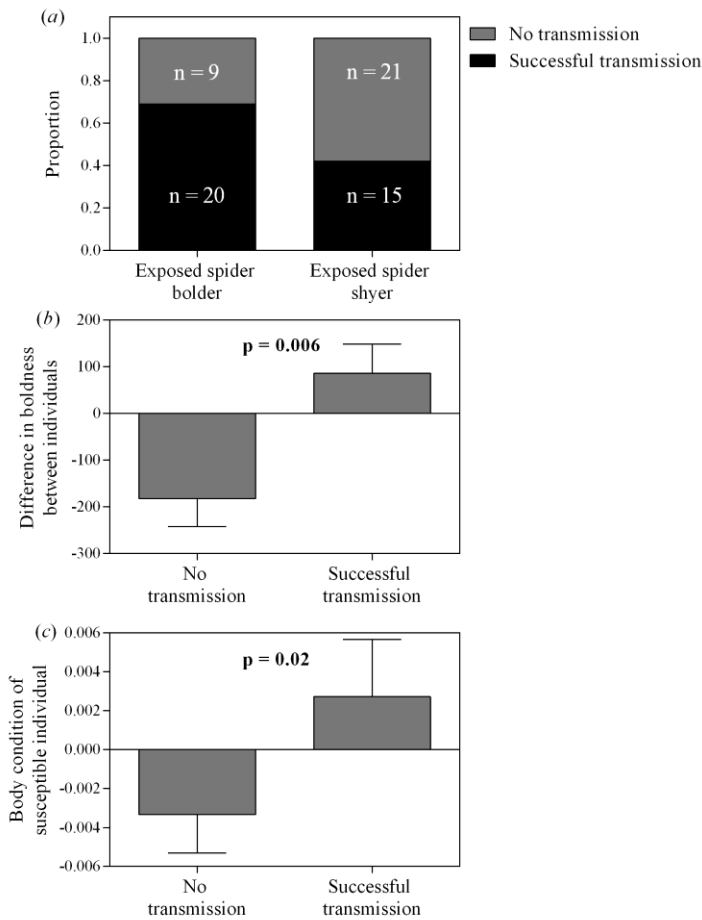 (a)
No transmission
Successful transmission
Proportion
1.0
0.8
0.6
0.4
0.2
0.0
n = 9
n = 20
n = 21
n = 15
Exposed spider
bolder
Exposed spider
shyer
(b)
Difference in boldness
between individuals
200
100
0
-100
-200
-300
p = 0.006
No
transmission
Successful
transmission
(c)
Body condition of
susceptible individual
0.006
0.004
0.002
0.000
-0.002
-0.004
-0.006
p = 0.02
No
transmission
Successful
transmission